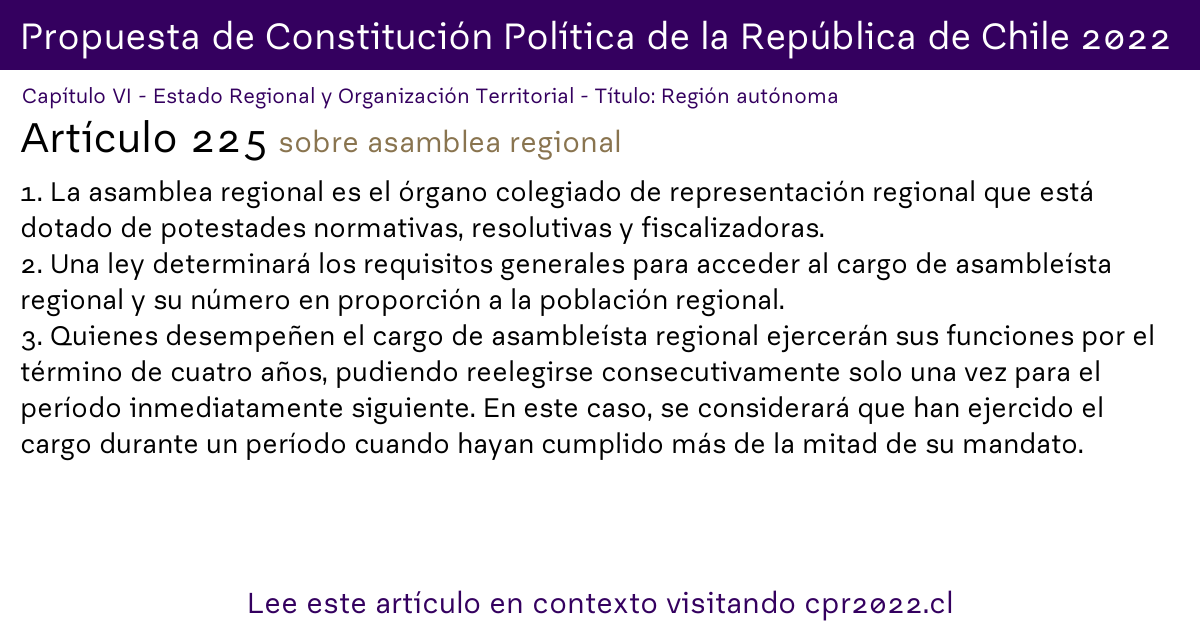 Propuesta de Constitución Política de la República de Chile 2022
Capítulo VI - Estado Regional y Organización Territorial - Título: Región autónoma
Artículo 225 sobre asamblea regional
1. La asamblea regional es el órgano colegiado de representación regional que está
dotado de potestades normativas, resolutivas y fiscalizadoras.
2. Una ley determinará los requisitos generales para acceder al cargo de asambleísta
regional y su número en proporción a la población regional.
3. Quienes desempeñen el cargo de asambleísta regional ejercerán sus funciones por el
término de cuatro años, pudiendo reelegirse consecutivamente solo una vez para el
período inmediatamente siguiente. En este caso, se considerará que han ejercido el
cargo durante un período cuando hayan cumplido más de la mitad de su mandato.
Lee este artículo en contexto visitando cpr2022.cl